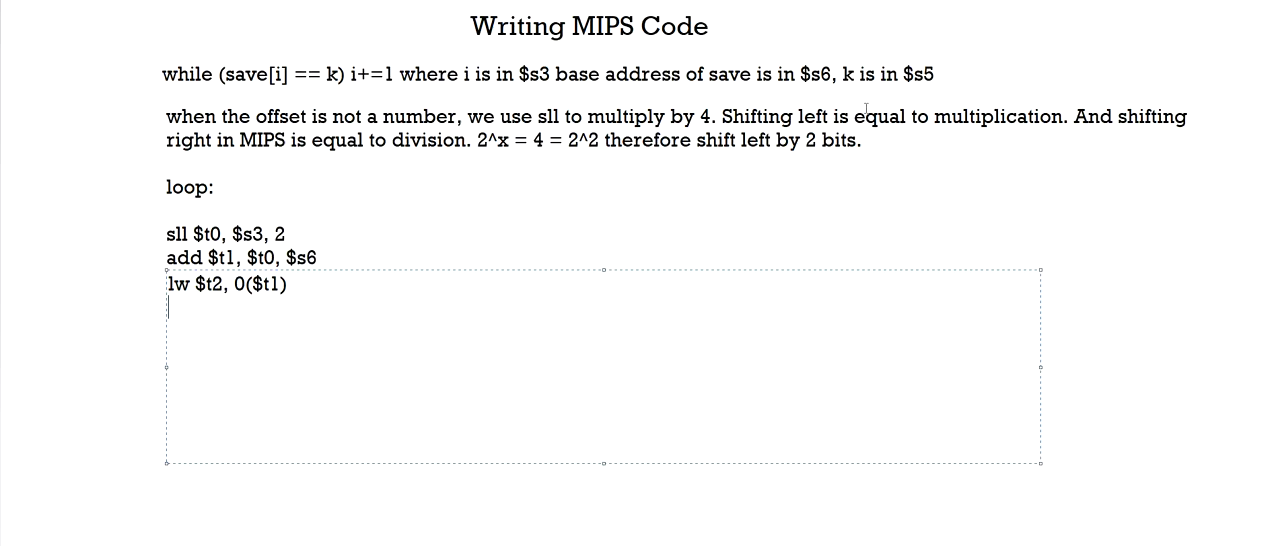 Writing MIPS Code
while (save[i] == k) i+=1 where i is in $s3 base address of save is in $s6, k is in $s5
when the offset is not a number, we use sll to multiply by 4. Shifting left is equal to multiplication. And shifting
right in MIPS is equal to division. 2^x = 4 = 2^2 therefore shift left by 2 bits.
loop:
sll $t0, $s3, 2
add $t1, $t0, $s6
lw $t2, 0($t1)